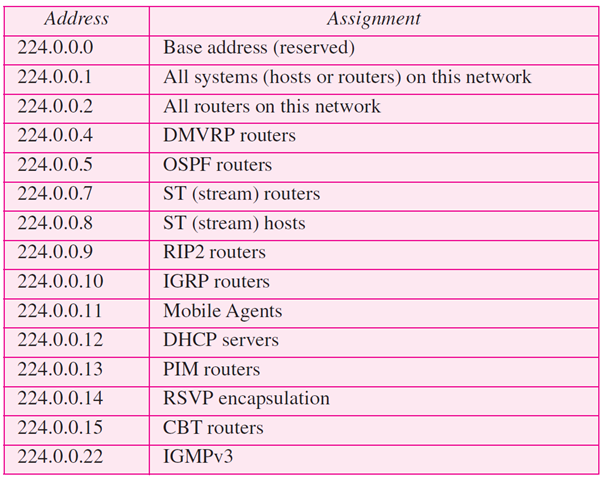 Address Assignment
224.0.0.0 Base address (reserved)
224.0.0.1 All systems (hosts or routers) on this network
224.0.0.2 All routers on this network
224.0.0.4 DMVRP routers
224.0.0.5 OSPF routers
224.0.0.7 ST (stream) routers
224.0.0.8 ST (stream) hosts
224.0.0.9 RIP2 routers
224.0.0.10 IGRP routers
224.0.0.11 Mobile Agents
224.0.0.12 DHCP servers
224.0.0.13 PIM routers
224.0.0.14 RSVP encapsulation
224.0.0.15 CBT routers
224.0.0.22 IGMPv3